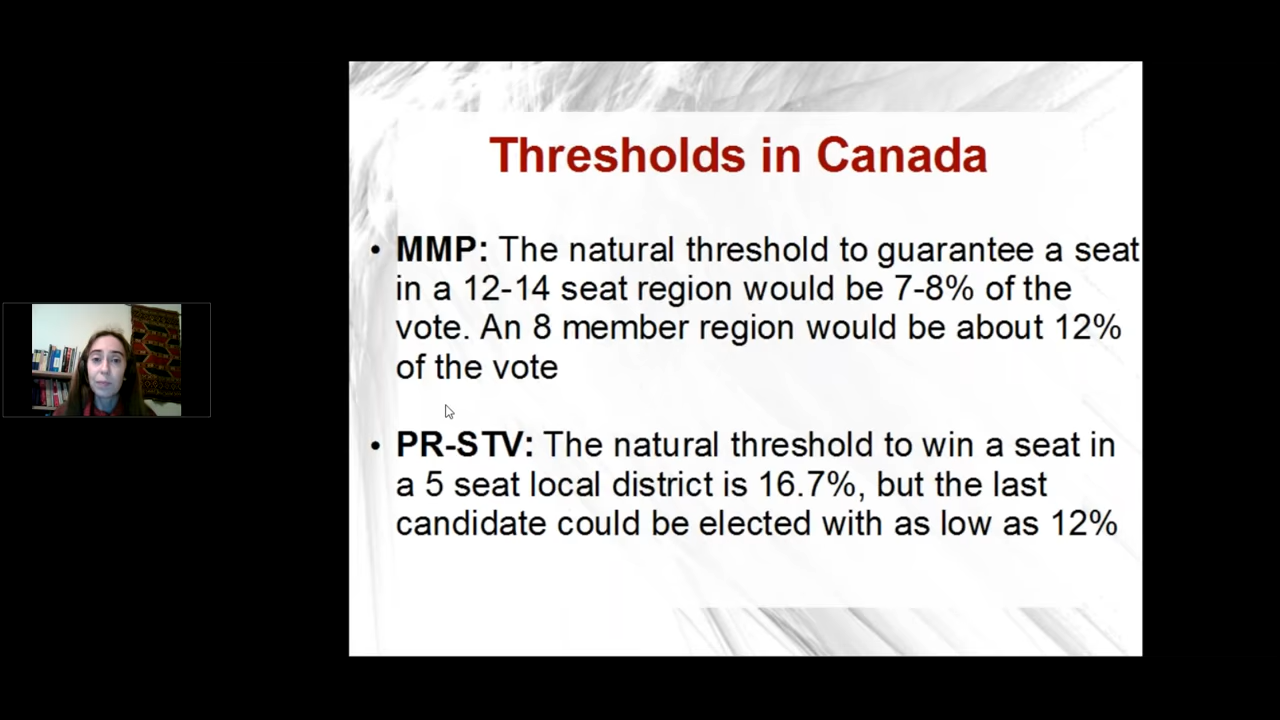 Thresholds in Canada
• MMP: The natural threshold to guarantee a seat
in a 12-14 seat region would be 7-8% of the
vote. An 8 member region would be about 12%
of the vote
• PR-STV: The natural threshold to win a seat in
a 5 seat local district is 16.7%, but the last
candidate could be elected with as low as 12%